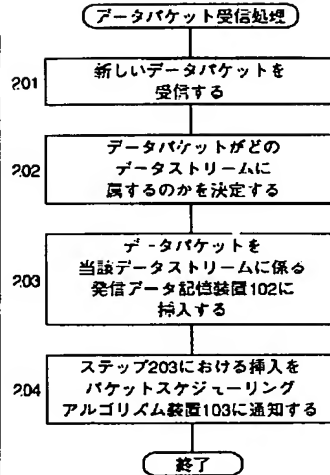 データパケット受信処理
201
新しいデータパケットを
受信する
202
データパケットがどの
データストリームに
属するのかを決定する
203
データパケットを
当該データストリームに係る
発信データ記憶装置102に
挿入する
204
ステップ203における挿入を
パケットスケジューリング
アルゴリズム装置103に通知する
終了